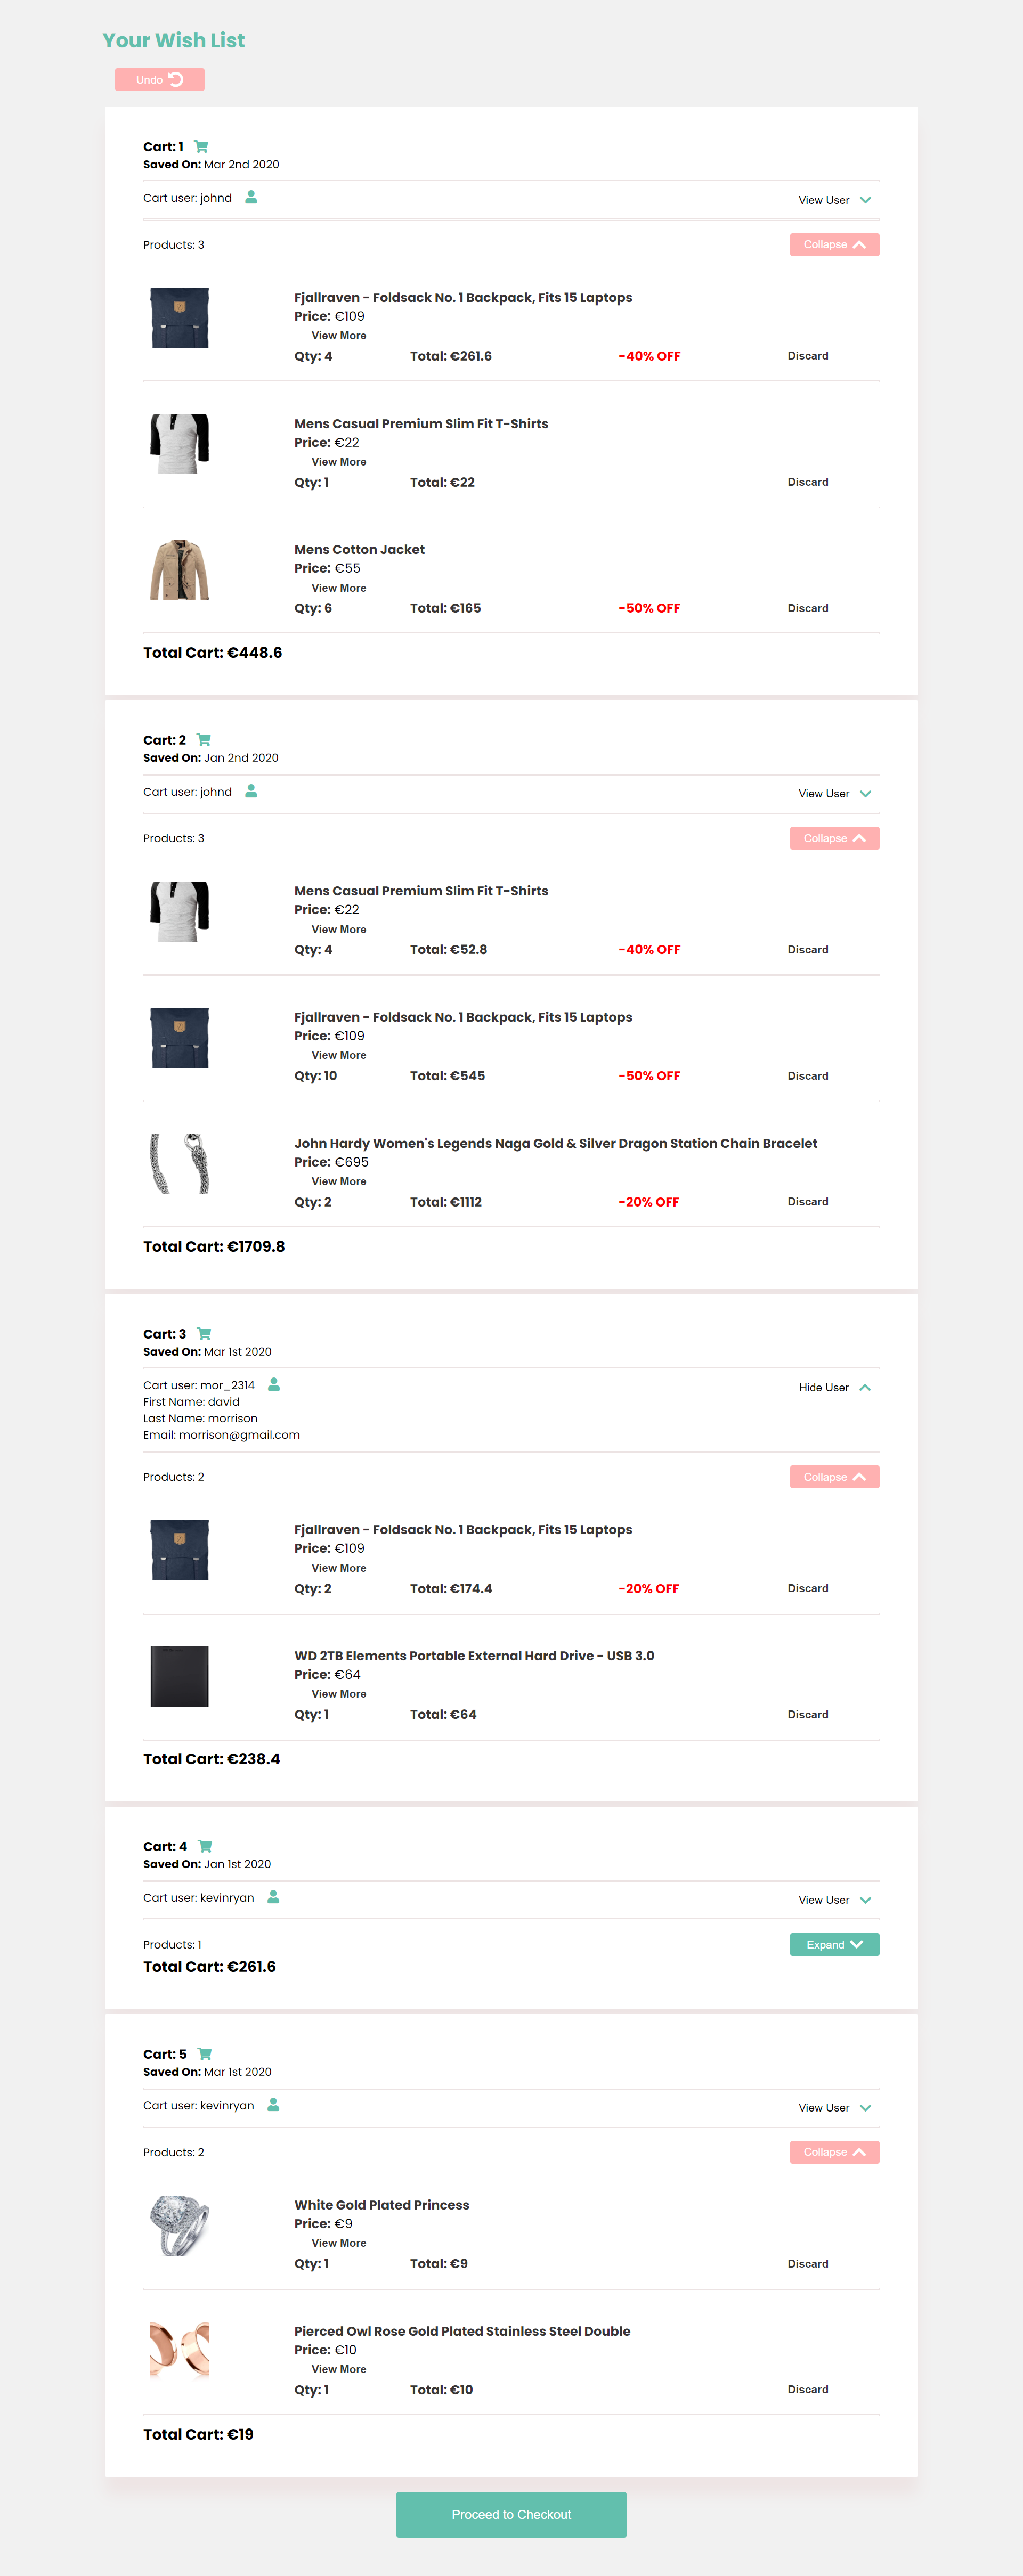 Your Wish List
Undo
Cart: 1
Saved On: Mar 2nd 2020
Cart user: johnd
View User
Products: 3
Collapse
Fjallraven - Foldsack No. 1 Backpack, Fits 15 Laptops
Price: €109
View More
Qty: 4 Total: €261.6 -40% OFF Discard
Mens Casual Premium Slim Fit T-Shirts
Price: €22
View More
Qty: 1 Total: €22 Discard
Mens Cotton Jacket
Price: €55
View More
Qty: 6 Total: €165 -50% OFF Discard
Total Cart: €448.6
Cart: 2
Saved On: Jan 2nd 2020
Cart user: johnd
View User
Products: 3
Collapse
Mens Casual Premium Slim Fit T-Shirts
Price: €22
View More
Qty: 4 Total: €52.8 -40% OFF Discard
Fjallraven - Foldsack No. 1 Backpack, Fits 15 Laptops
Price: €109
View More
Qty: 10 Total: €545 -50% OFF Discard
John Hardy Women's Legends Naga Gold & Silver Dragon Station Chain Bracelet
Price: €695
View More
Qty: 2 Total: €1112 -20% OFF Discard
Total Cart: €1709.8
Cart: 3
Saved On: Mar 1st 2020
Cart user: mor_2314
Hide User
First Name: david
Last Name: morrison
Email: morrison@gmail.com
Products: 2
Collapse
Fjallraven - Foldsack No. 1 Backpack, Fits 15 Laptops
Price: €109
View More
Qty: 2 Total: €174.4 -20% OFF Discard
WD 2TB Elements Portable External Hard Drive - USB 3.0
Price: €64
View More
Qty: 1 Total: €64 Discard
Total Cart: €238.4
Cart: 4
Saved On: Jan 1st 2020
Cart user: kevinryan
View User
Products: 1
Expand
Total Cart: €261.6
Cart: 5
Saved On: Mar 1st 2020
Cart user: kevinryan
View User
Products: 2
Collapse
White Gold Plated Princess
Price: €9
View More
Qty: 1 Total: €9 Discard
Pierced Owl Rose Gold Plated Stainless Steel Double
Price: €10
View More
Qty: 1 Total: €10 Discard
Total Cart: €19
Proceed to Checkout